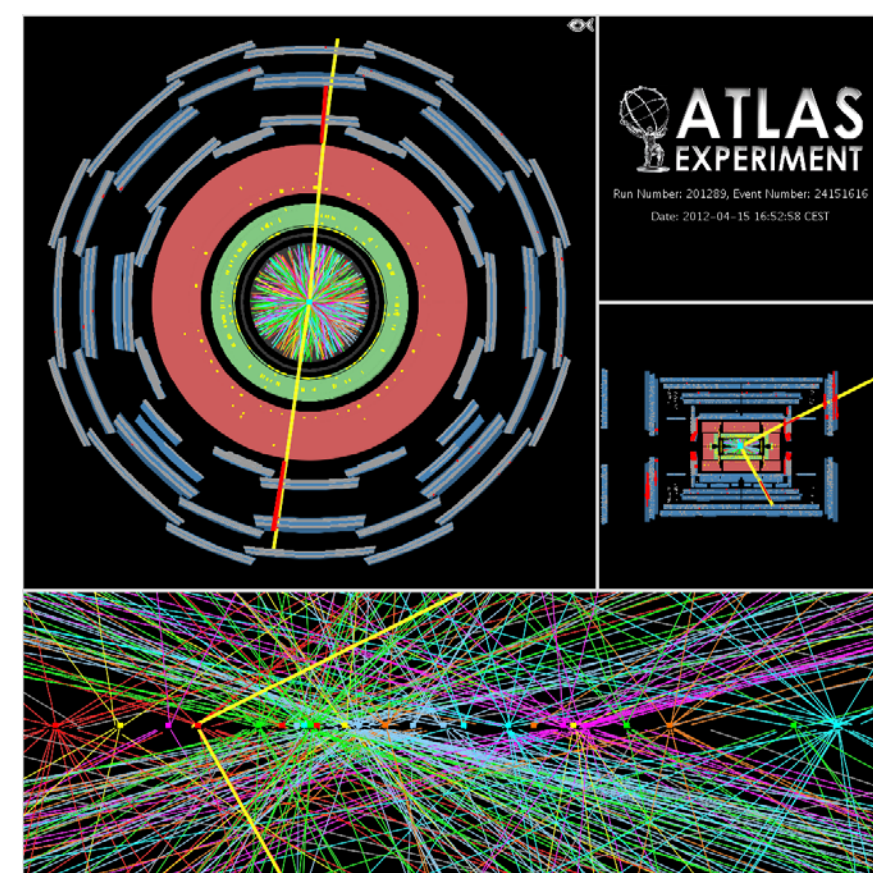 ATLAS
EXPERIMENT
Run Number: 201289, Event Number: 24151616
Date: 2012-04-15 16:52:58 CEST